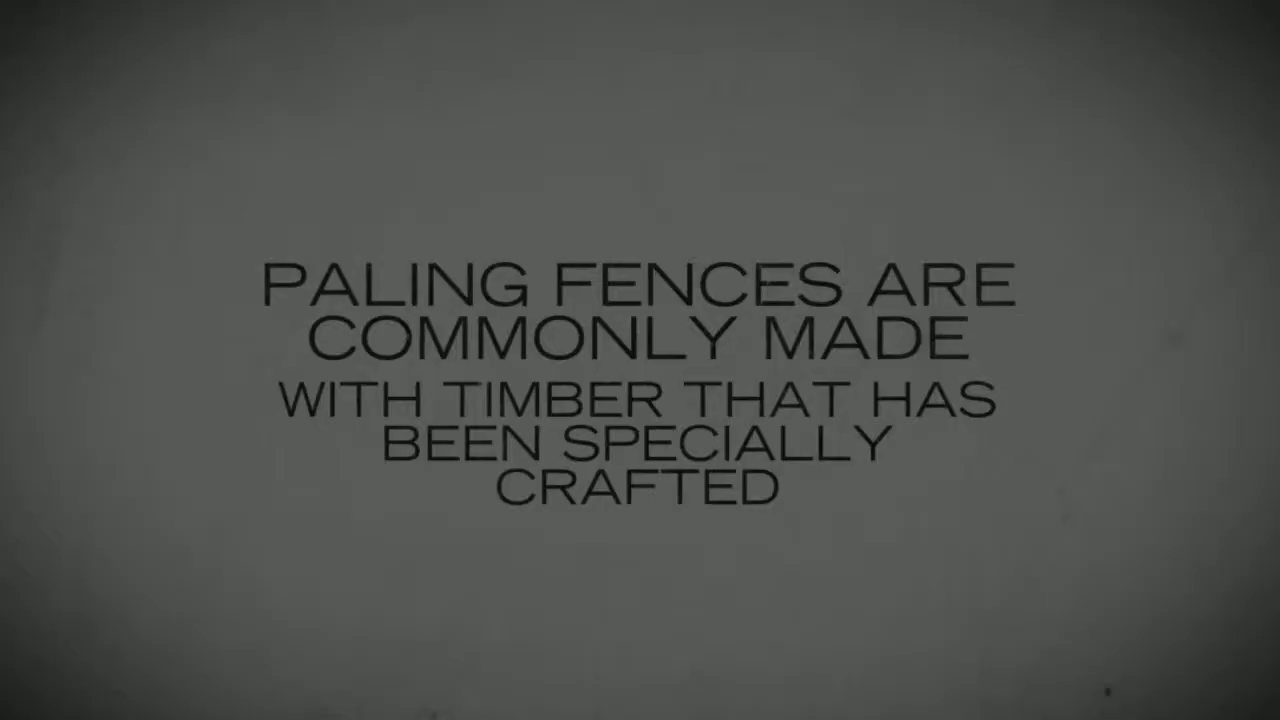 PALING FENCES ARE
COMMONLY MADE
WITH TIMBER THAT HAS
BEEN SPECIALLY
CRAFTED